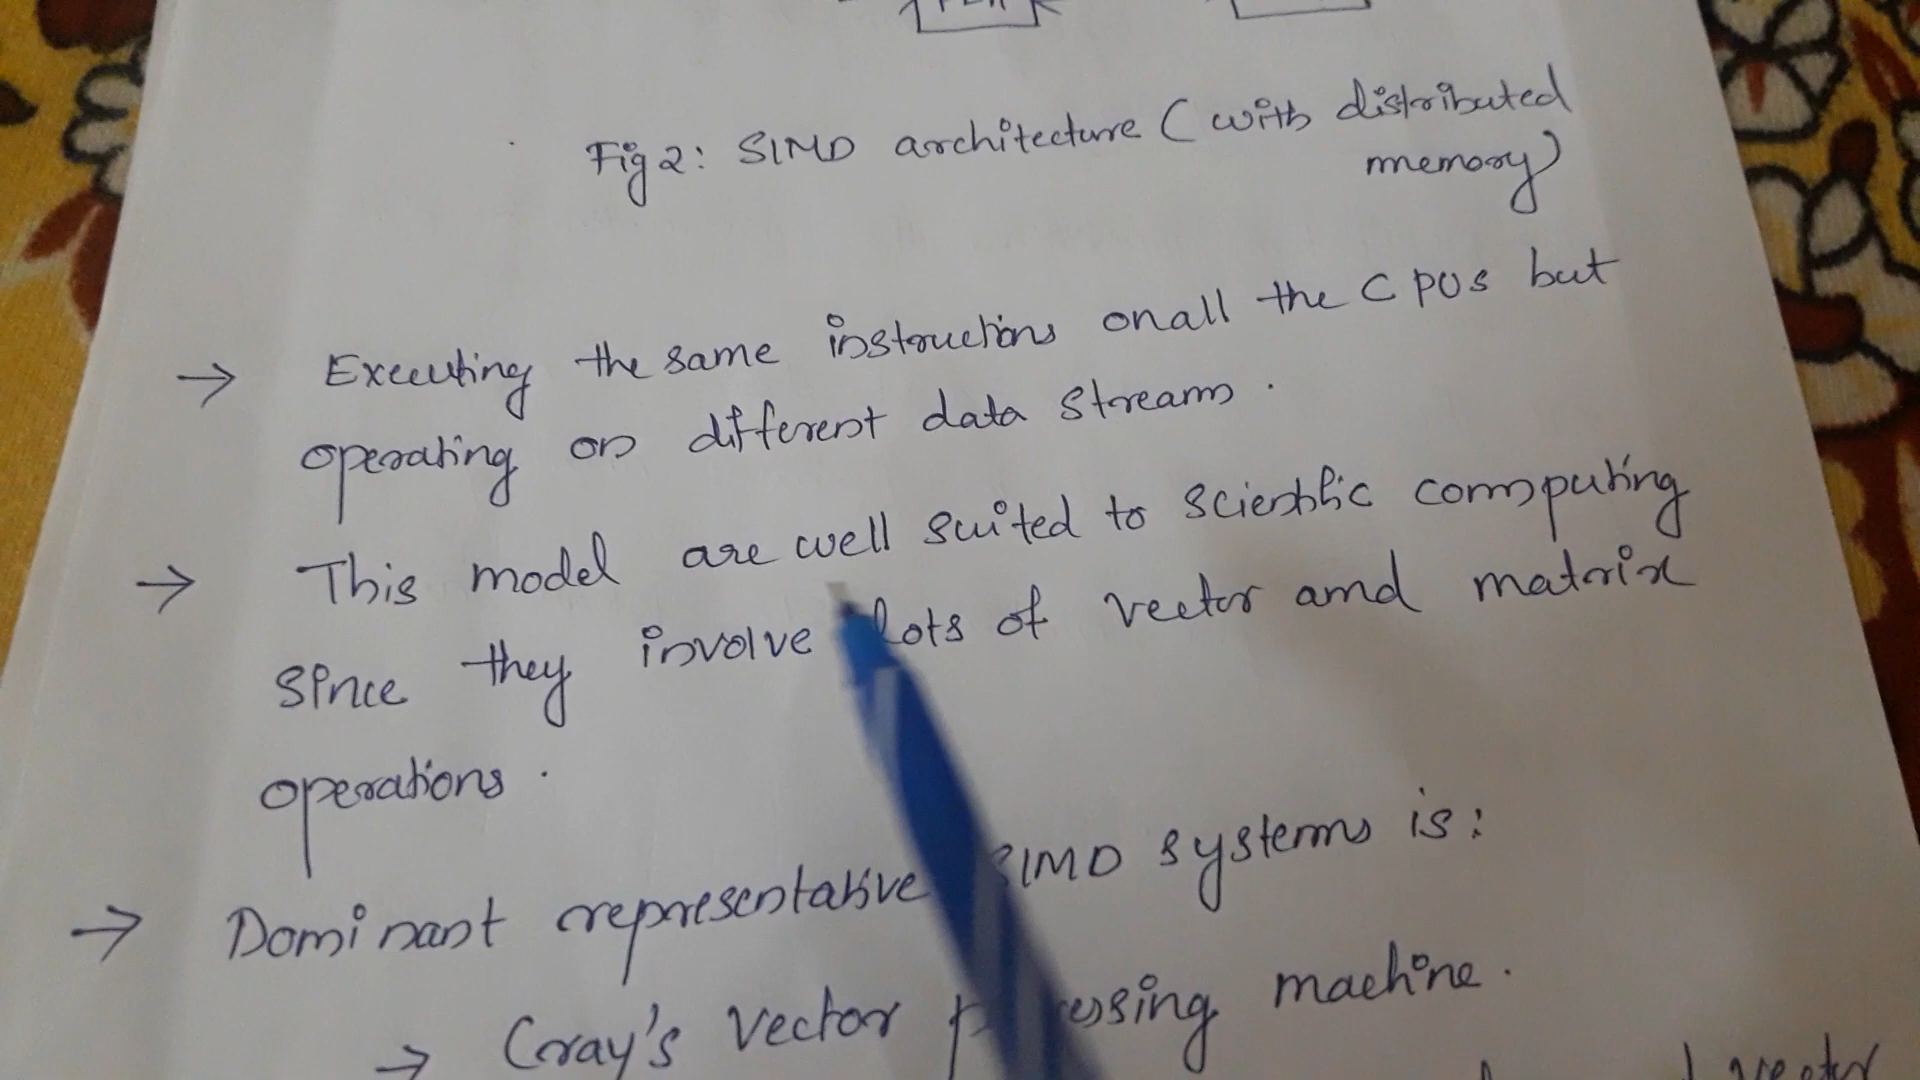 Fig 2: SIMD architecture (with distributed
memory)
→ Executing the same instructions on all the CPUs but
operating on different data streams.
→ This model are well suited to scientific computing
since they involve lots of vector and matrix
operations.
→ Dominant representative SIMD systems is:
→ Cray's vector machine.